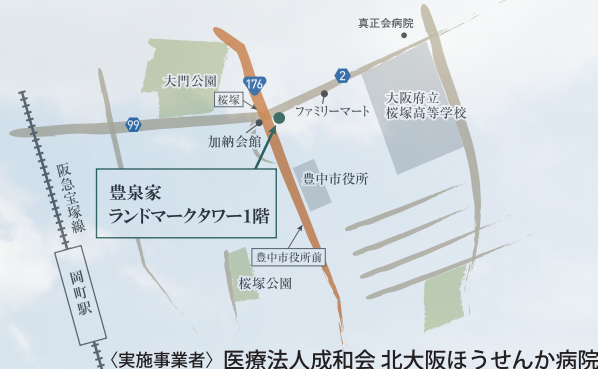 真正会病院
大門公園
176
2
桜塚
ファミリーマート
大阪府立
桜塚高等学校
99
加納会館
阪急宝塚線
豊中市役所
豊泉家
ランドマークタワー1階
豊中市役所前
岡町駅
桜塚公園
〈実施事業者〉医療法人成和会 北大阪ほうせんか病院